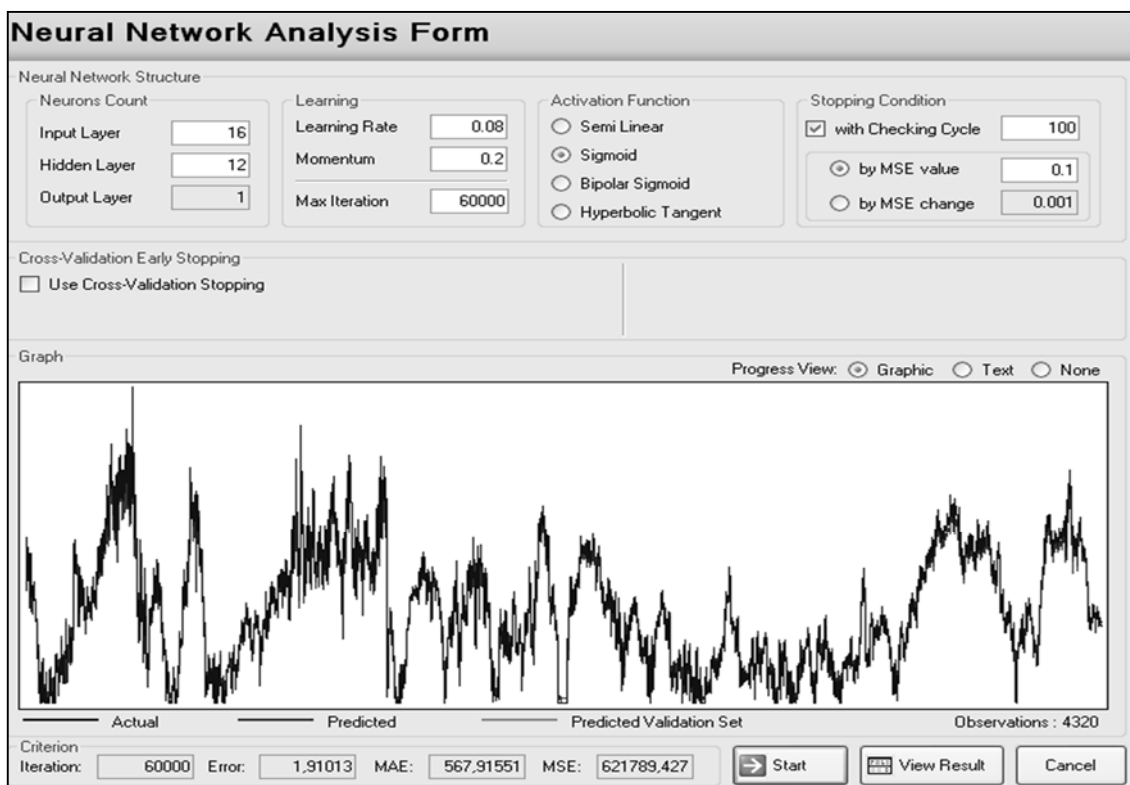 Neural Network Analysis Form
Neural Network Structure
Neurons Count
Input Layer 16
Hidden Layer 12
Output Layer 1
Learning
Learning Rate 0.08
Momentum 0.2
Max Iteration 60000
Activation Function
Semi Linear
Sigmoid
Bipolar Sigmoid
Hyperbolic Tangent
Stopping Condition
with Checking Cycle 100
by MSE value 0.1
by MSE change 0.001
Cross-Validation Early Stopping
Use Cross-Validation Stopping
Graph
Progress View: Graphic Text None
Actual Predicted Predicted Validation Set Observations : 4320
Criterion
Iteration: 60000 Error: 1,91013 MAE: 567,91551 MSE: 621789,427
Start View Result Cancel